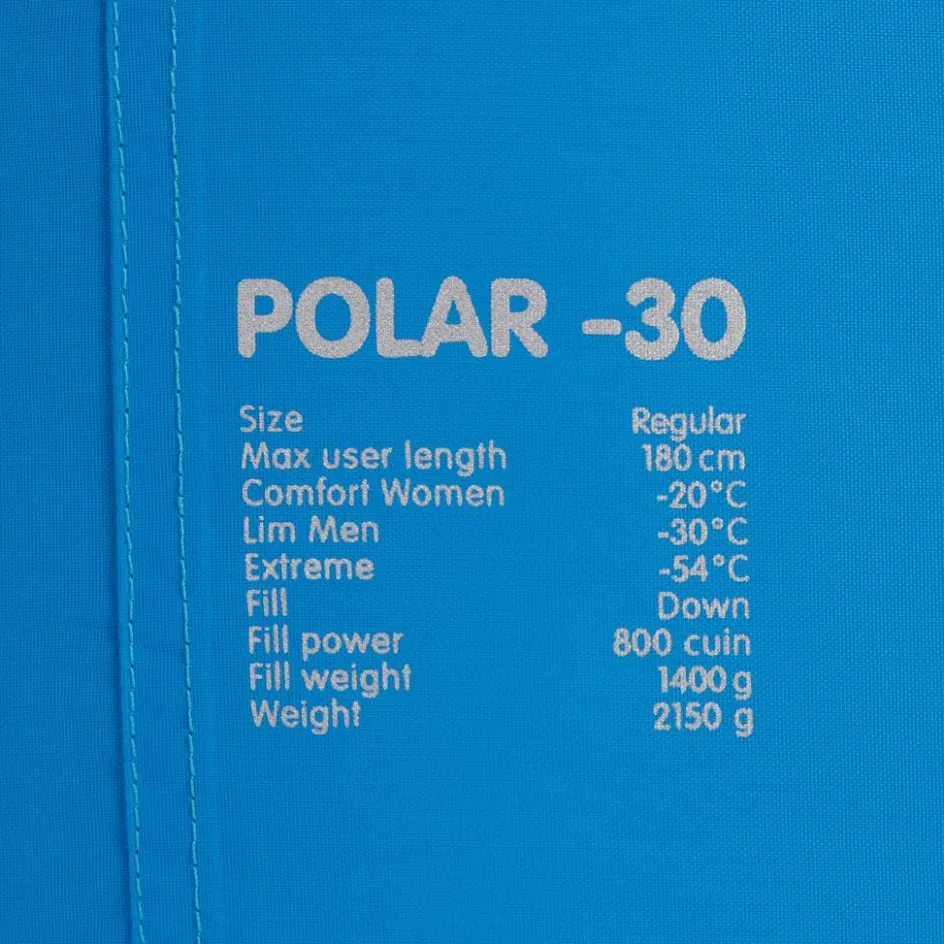 POLAR -30
Size Regular
Max user length 180 cm
Comfort Women -20°C
Lim Men -30°C
Extreme -54°C
Fill Down
Fill power 800 cuin
Fill weight 1400 g
Weight 2150 g